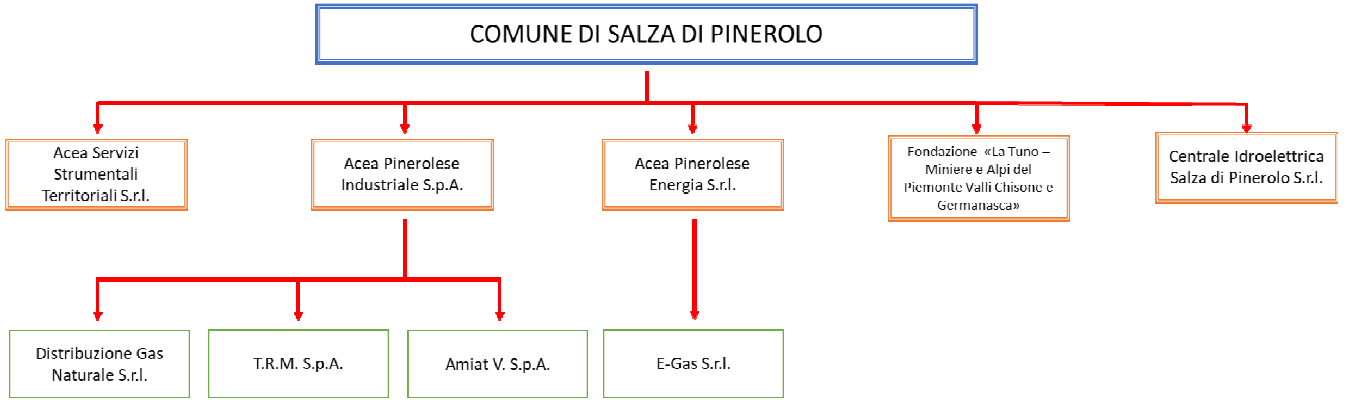 COMUNE DI SALZA DI PINEROLO
Acea Servizi
Strumentali
Territoriali S.r.l.
Acea Pinerolese
Industriale S.p.A.
Acea Pinerolese
Energia S.r.l.
Fondazione «La Tuno –
Miniere e Alpi del
Piemonte Valli Chisone e
Germanasca»
Centrale Idroelettrica
Salza di Pinerolo S.r.l.
Distribuzione Gas
Naturale S.r.l.
T.R.M. S.p.A.
Amiat V. S.p.A.
E-Gas S.r.l.